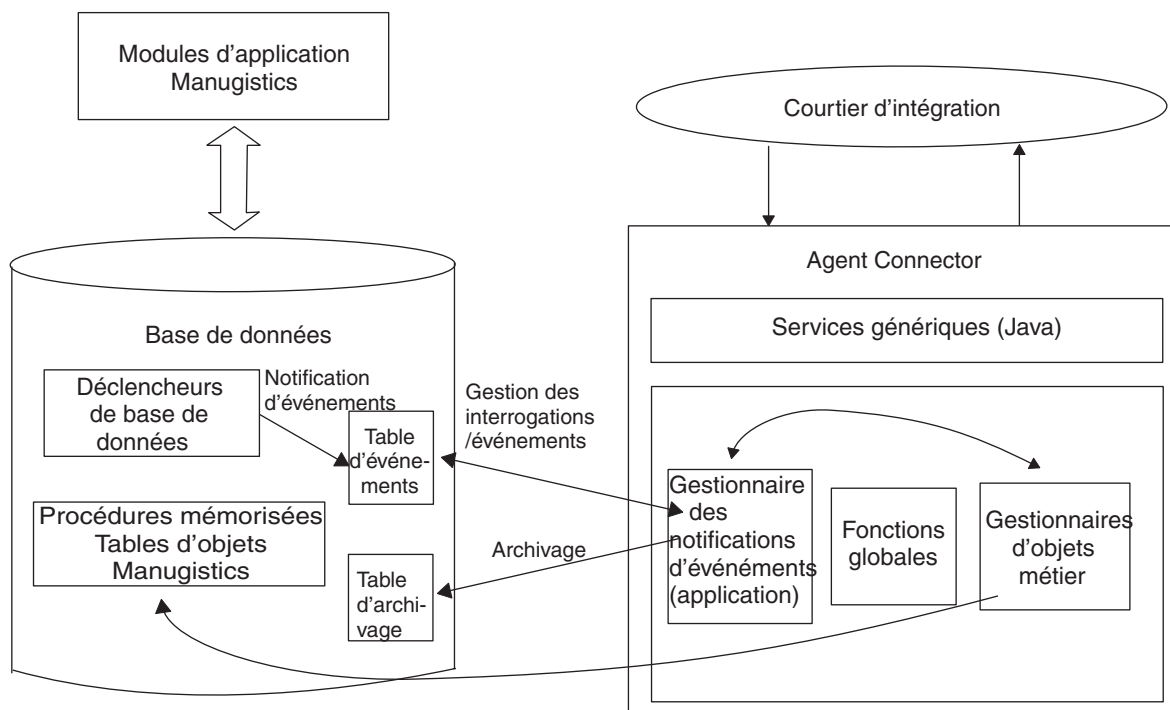 Modules d'application
Manugistics
Courtier d'intégration
Agent Connector
Services génériques (Java)
Base de données
Déclencheurs
de base de
données
Notification
d'événements
Table
d'événe-
ments
Gestion des
interrogations
/événements
Procédures mémorisées
Tables d'objets
Manugistics
Archivage
Table
d'archi-
vage
Gestionnaire
des
notifications
d'événéments
(application)
Fonctions
globales
Gestionnaires
d'objets
métier